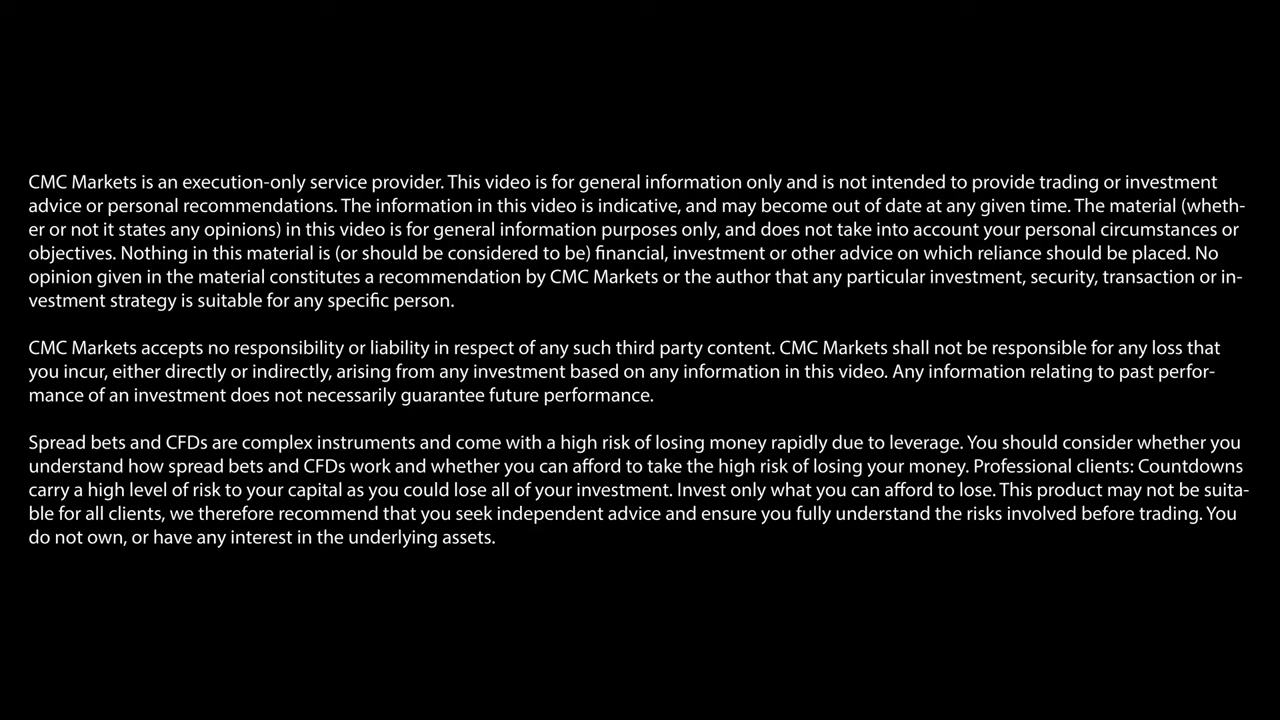 CMC Markets is an execution-only service provider. This video is for general information only and is not intended to provide trading or investment
advice or personal recommendations. The information in this video is indicative, and may become out of date at any given time. The material (wheth-
er or not it states any opinions) in this video is for general information purposes only, and does not take into account your personal circumstances or
objectives. Nothing in this material is (or should be considered to be) financial, investment or other advice on which reliance should be placed. No
opinion given in the material constitutes a recommendation by CMC Markets or the author that any particular investment, security, transaction or in-
vestment strategy is suitable for any specific person.
CMC Markets accepts no responsibility or liability in respect of any such third party content. CMC Markets shall not be responsible for any loss that
you incur, either directly or indirectly, arising from any investment based on any information in this video. Any information relating to past perfor-
mance of an investment does not necessarily guarantee future performance.
Spread bets and CFDs are complex instruments and come with a high risk of losing money rapidly due to leverage. You should consider whether you
understand how spread bets and CFDs work and whether you can afford to take the high risk of losing your money. Professional clients: Countdowns
carry a high level of risk to your capital as you could lose all of your investment. Invest only what you can afford to lose. This product may not be suita-
ble for all clients, we therefore recommend that you seek independent advice and ensure you fully understand the risks involved before trading. You
do not own, or have any interest in the underlying assets.